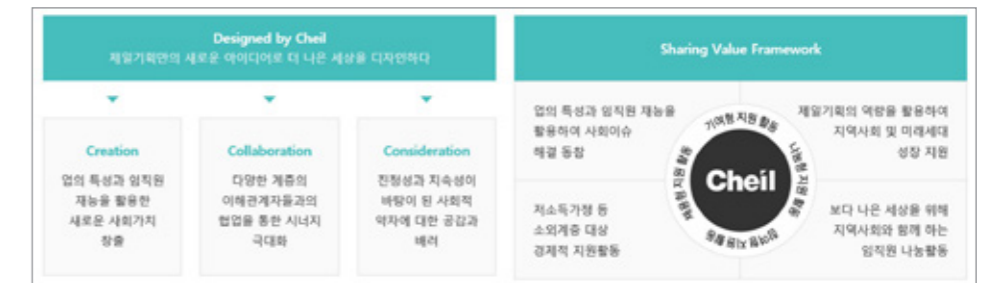 Designed by Cheil
제일기획만의 새로운 아이디어로 더 나은 세상을 디자인하다
Creation
업의 특성과 임직원
재능을 활용한
새로운 사회가치
창출
Collaboration
다양한 계층의
이해관계자들과의
협업을 통한 시너지
극대화
Consideration
진정성과 지속성이
바탕이 된 사회적
약자에 대한 공감과
배려
Sharing Value Framework
업의 특성과 임직원 재능을
활용하여 사회이슈
해결 동참
제일기획의 역량을 활용하여
지역사회 및 미래세대
성장 지원
기여형 지원 활동
나눔형 지원 활동
참여형 지원 활동
지원 활동
Cheil
저소득가정 등
소외계층 대상
경제적 지원활동
보다 나은 세상을 위해
지역사회와 함께 하는
임직원 나눔활동